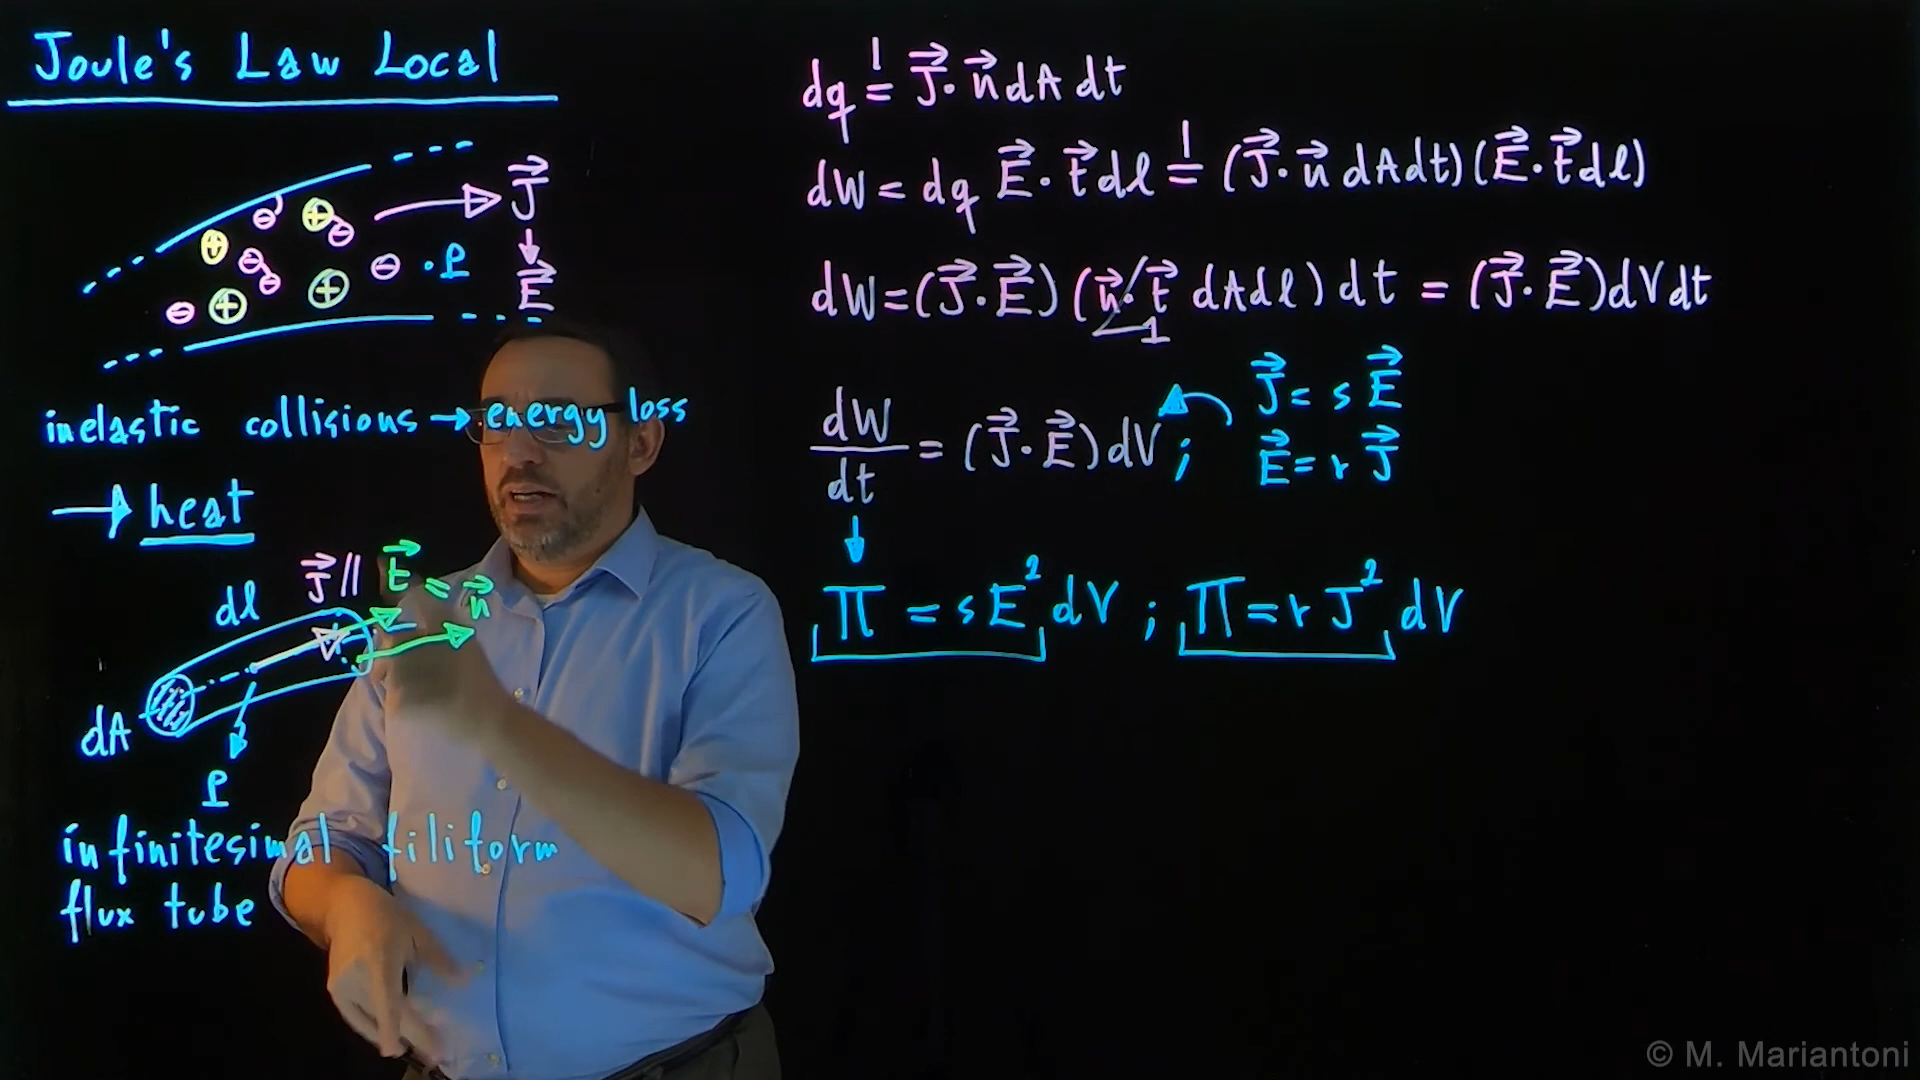 Joule's Law Local
J⃗
E⃗
· P
inelastic collisions → energy loss
→ heat
dl J⃗ // t⃗ = n⃗
dA
P
infinitesimal filiform
flux tube
dq = J⃗ · n⃗ dA dt
dW = dq E⃗ · t⃗ dl = (J⃗ · n⃗ dA dt) (E⃗ · t⃗ dl)
dW = (J⃗ · E⃗) (n⃗ · t⃗ dA dl) dt = (J⃗ · E⃗) dV dt
1
dW/dt = (J⃗ · E⃗) dV ;
J⃗ = s E⃗
E⃗ = r J⃗
Π = s E² dV ; Π = r J² dV
© M. Mariantoni